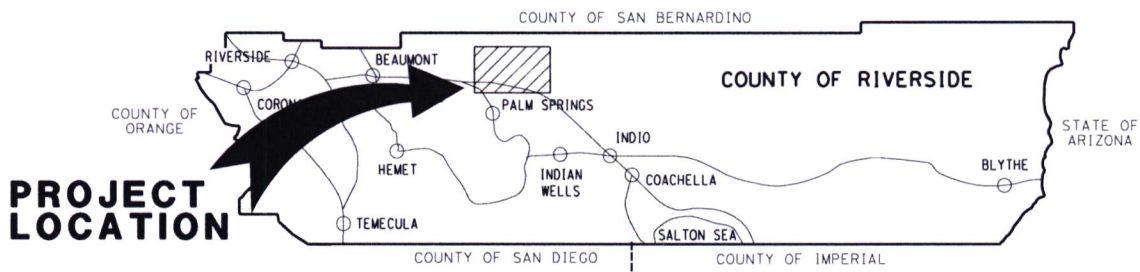 COUNTY OF SAN BERNARDINO
RIVERSIDE
BEAUMONT
COUNTY OF RIVERSIDE
CORONA
COUNTY OF
ORANGE
PALM SPRINGS
STATE OF
ARIZONA
INDIO
HEMET
INDIAN
WELLS
COACHELLA
BLYTHE
PROJECT
LOCATION
TEMECULA
SALTON SEA
COUNTY OF SAN DIEGO
COUNTY OF IMPERIAL